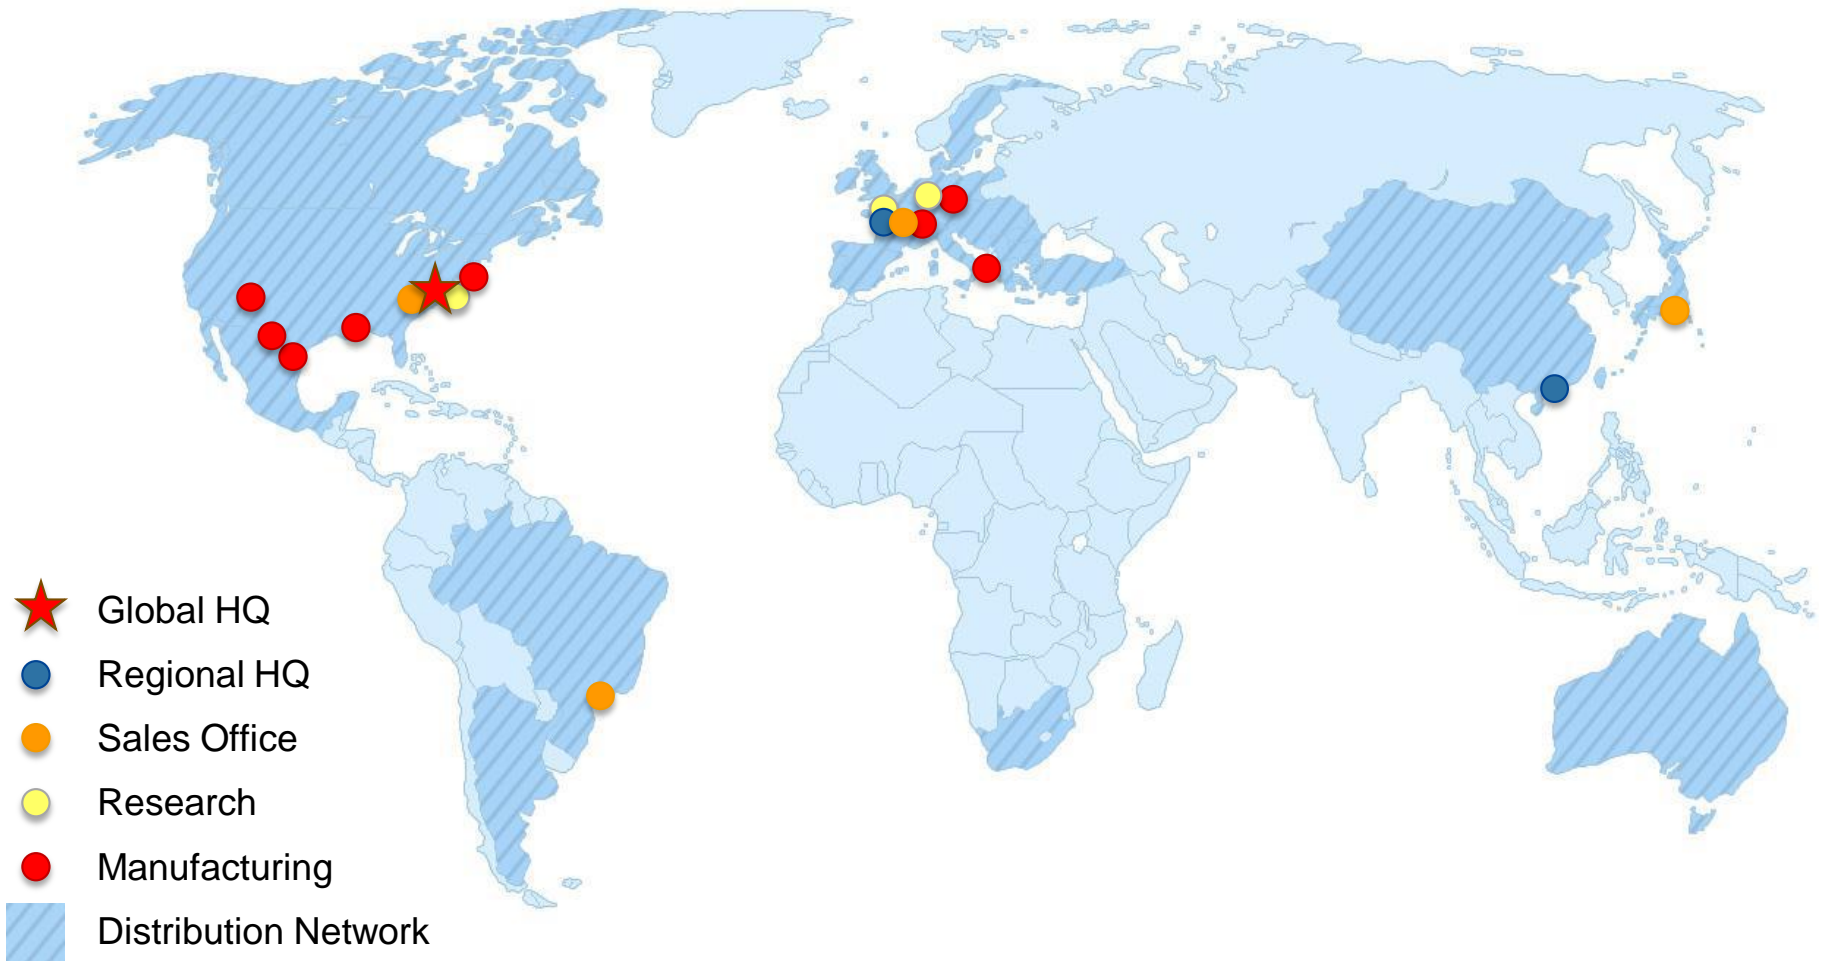 Global HQ
Regional HQ
Sales Office
Research
Manufacturing
Distribution Network